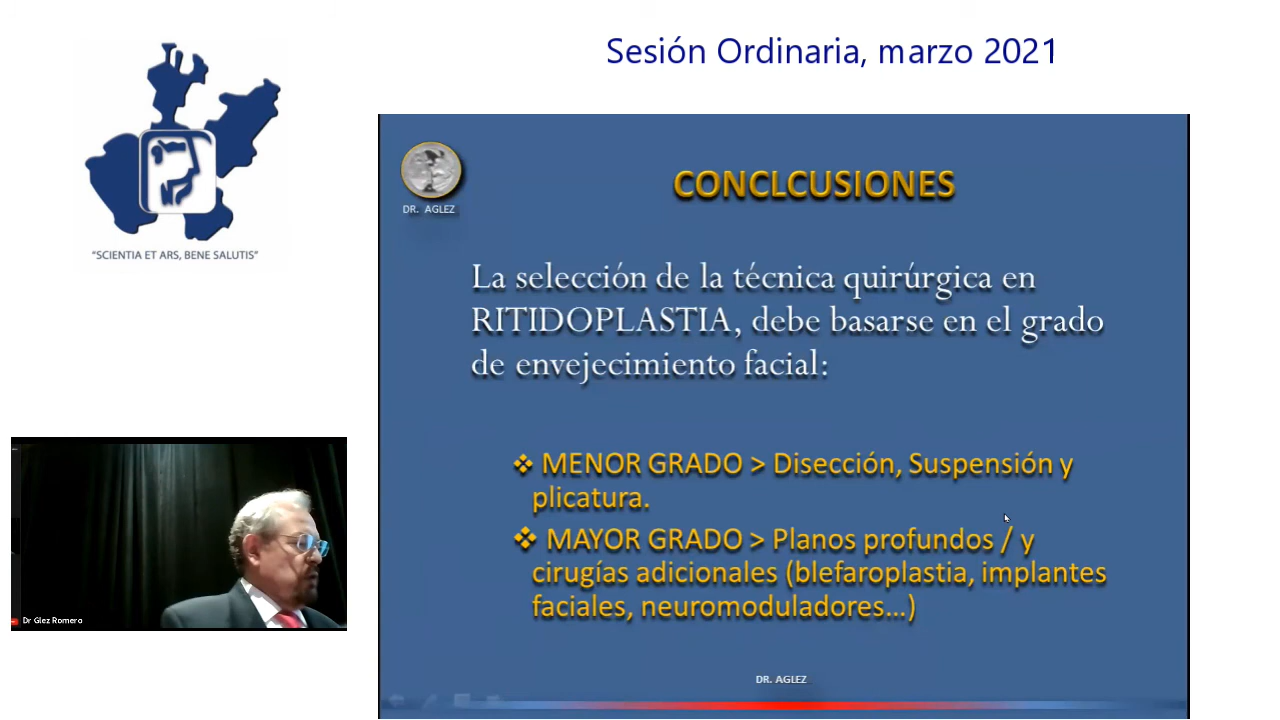 Sesión Ordinaria, marzo 2021
"SCIENTIA ET ARS, BENE SALUTIS"
DR. AGLEZ
CONCLCUSIONES
La selección de la técnica quirúrgica en
RITIDOPLASTIA, debe basarse en el grado
de envejecimiento facial:
❖ MENOR GRADO > Disección, Suspensión y
plicatura.
❖ MAYOR GRADO > Planos profundos / y
cirugías adicionales (blefaroplastia, implantes
faciales, neuromoduladores...)
DR. AGLEZ
Dr Glez Romero